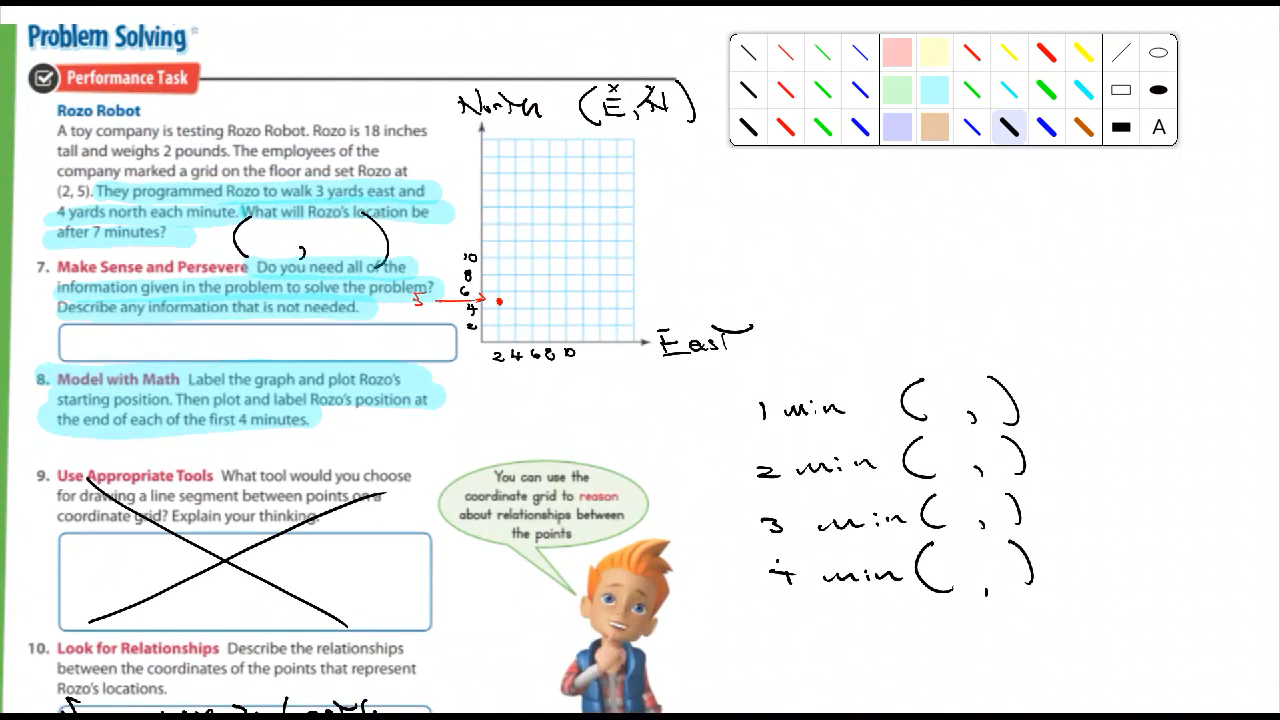 Problem Solving
Performance Task
Rozo Robot
A toy company is testing Rozo Robot. Rozo is 18 inches
tall and weighs 2 pounds. The employees of the
company marked a grid on the floor and set Rozo at
(2, 5). They programmed Rozo to walk 3 yards east and
4 yards north each minute. What will Rozo's location be
after 7 minutes?
( , )
7. Make Sense and Persevere Do you need all of the
information given in the problem to solve the problem?
Describe any information that is not needed.
8. Model with Math Label the graph and plot Rozo's
starting position. Then plot and label Rozo's position at
the end of each of the first 4 minutes.
9. Use Appropriate Tools What tool would you choose
for drawing a line segment between points on a
coordinate grid? Explain your thinking.
10. Look for Relationships Describe the relationships
between the coordinates of the points that represent
Rozo's locations.
North
x y
(E, N)
10
8
6
5
4
2
2 4 6 8 10
East
You can use the
coordinate grid to reason
about relationships between
the points
A
1 min ( , )
2 min ( , )
3 min ( , )
4 min ( , )